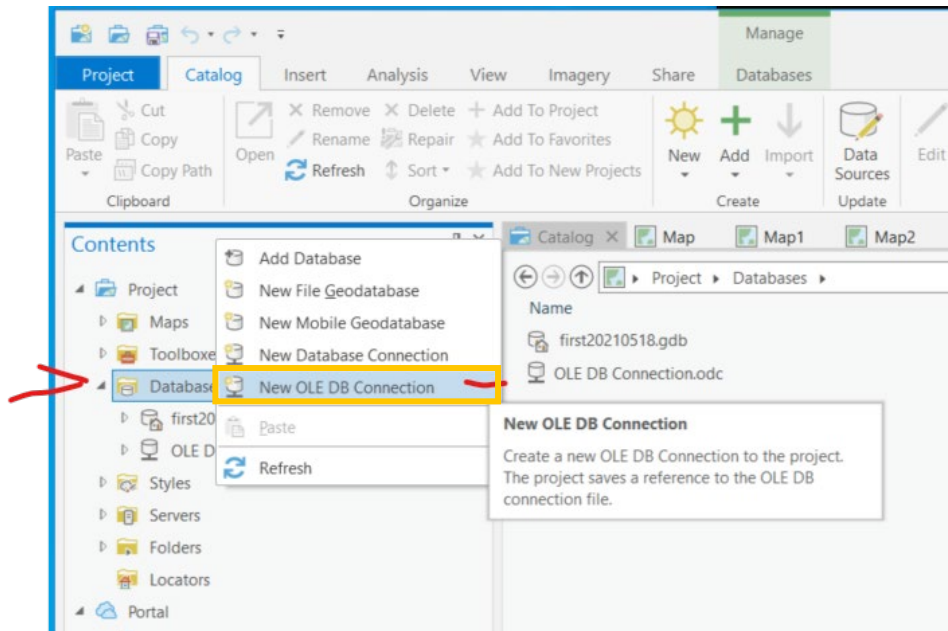 Manage
Project Catalog Insert Analysis View Imagery Share Databases
Cut
Copy
Copy Path
Paste
Clipboard
Open
Remove Delete Add To Project
Rename Repair Add To Favorites
Refresh Sort Add To New Projects
Organize
New Add Import
Create
Data
Sources
Update
Edit
Contents
Project
Maps
Toolboxe
Database
first20
OLE D
Styles
Servers
Folders
Locators
Portal
Add Database
New File Geodatabase
New Mobile Geodatabase
New Database Connection
New OLE DB Connection
Paste
Refresh
Catalog Map Map1 Map2
Project Databases
Name
first20210518.gdb
OLE DB Connection.odc
New OLE DB Connection
Create a new OLE DB Connection to the project.
The project saves a reference to the OLE DB
connection file.